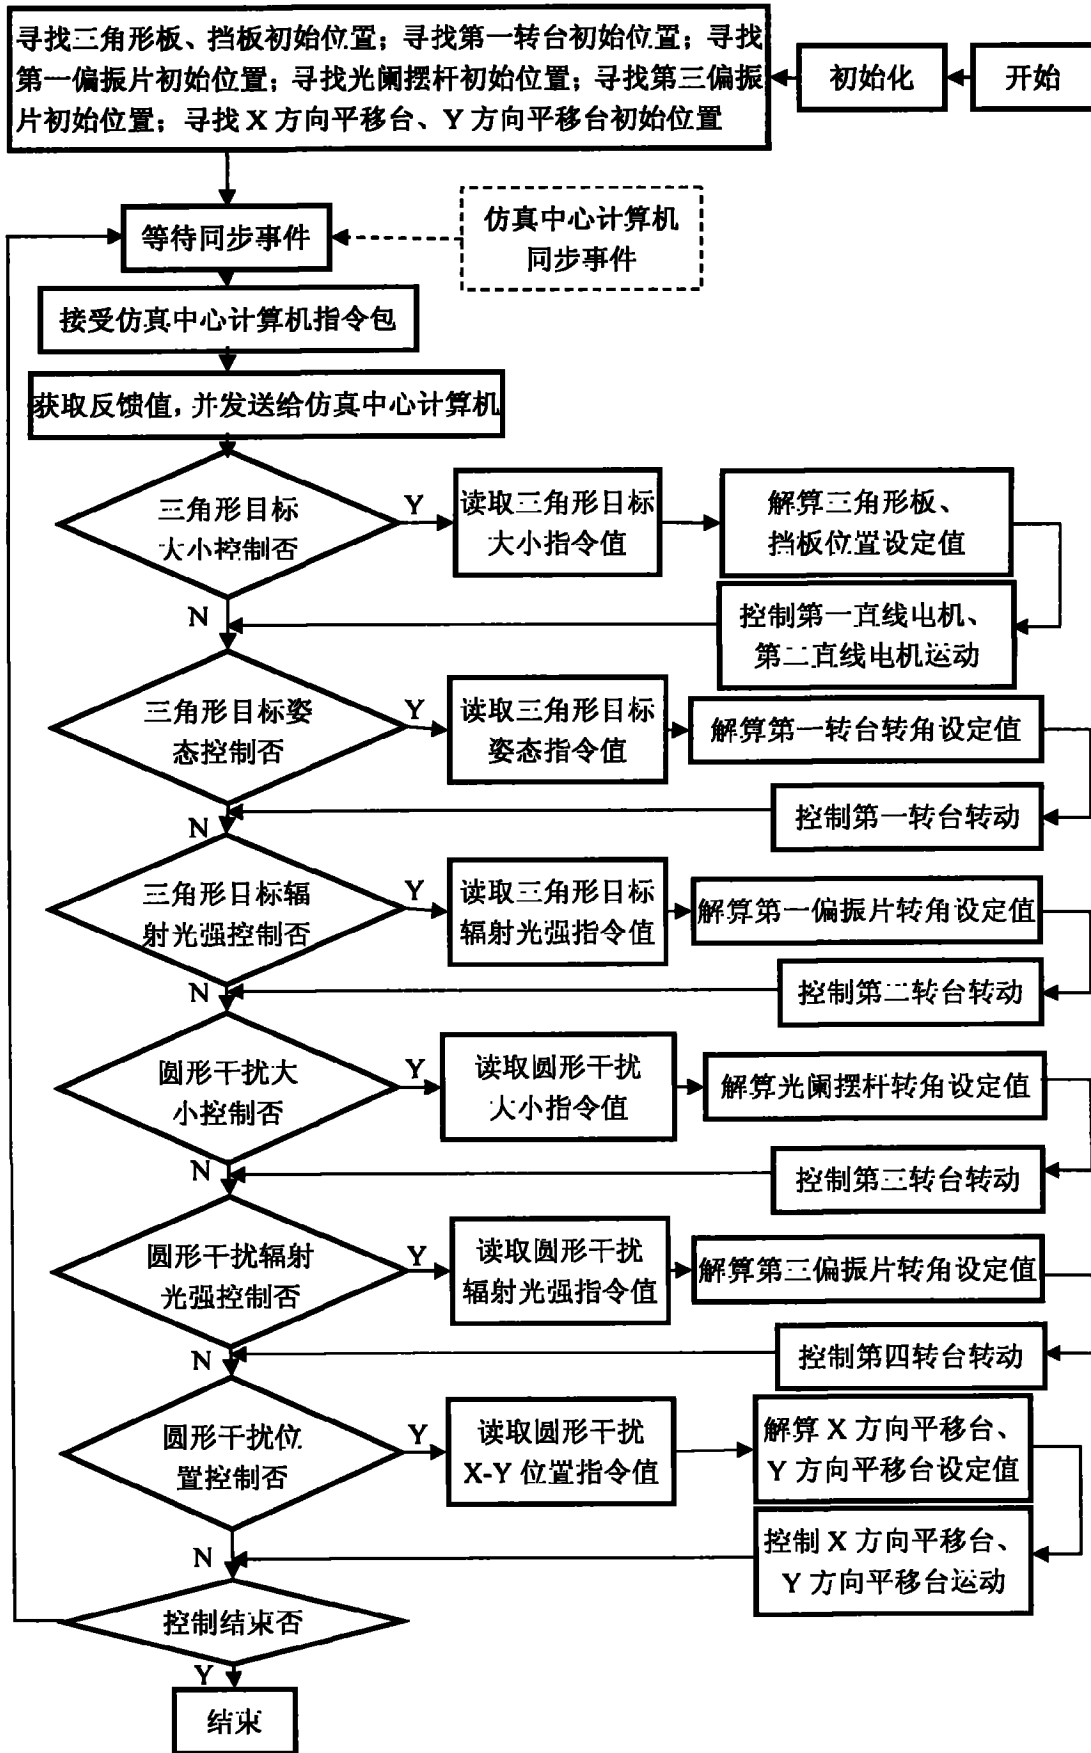 开始
初始化
寻找三角形板、挡板初始位置；寻找第一转台初始位置；寻找
第一偏振片初始位置；寻找光阑摆杆初始位置；寻找第三偏振
片初始位置；寻找 X 方向平移台、Y 方向平移台初始位置
等待同步事件
仿真中心计算机
同步事件
接受仿真中心计算机指令包
获取反馈值，并发送给仿真中心计算机
三角形目标
大小控制否
Y
读取三角形目标
大小指令值
解算三角形板、
挡板位置设定值
控制第一直线电机、
第二直线电机运动
N
三角形目标姿
态控制否
Y
读取三角形目标
姿态指令值
解算第一转台转角设定值
控制第一转台转动
N
三角形目标辐
射光强控制否
Y
读取三角形目标
辐射光强指令值
解算第一偏振片转角设定值
控制第二转台转动
N
圆形干扰大
小控制否
Y
读取圆形干扰
大小指令值
解算光阑摆杆转角设定值
控制第三转台转动
N
圆形干扰辐射
光强控制否
Y
读取圆形干扰
辐射光强指令值
解算第三偏振片转角设定值
控制第四转台转动
N
圆形干扰位
置控制否
Y
读取圆形干扰
X-Y 位置指令值
解算 X 方向平移台、
Y 方向平移台设定值
控制 X 方向平移台、
Y 方向平移台运动
N
控制结束否
Y
结束